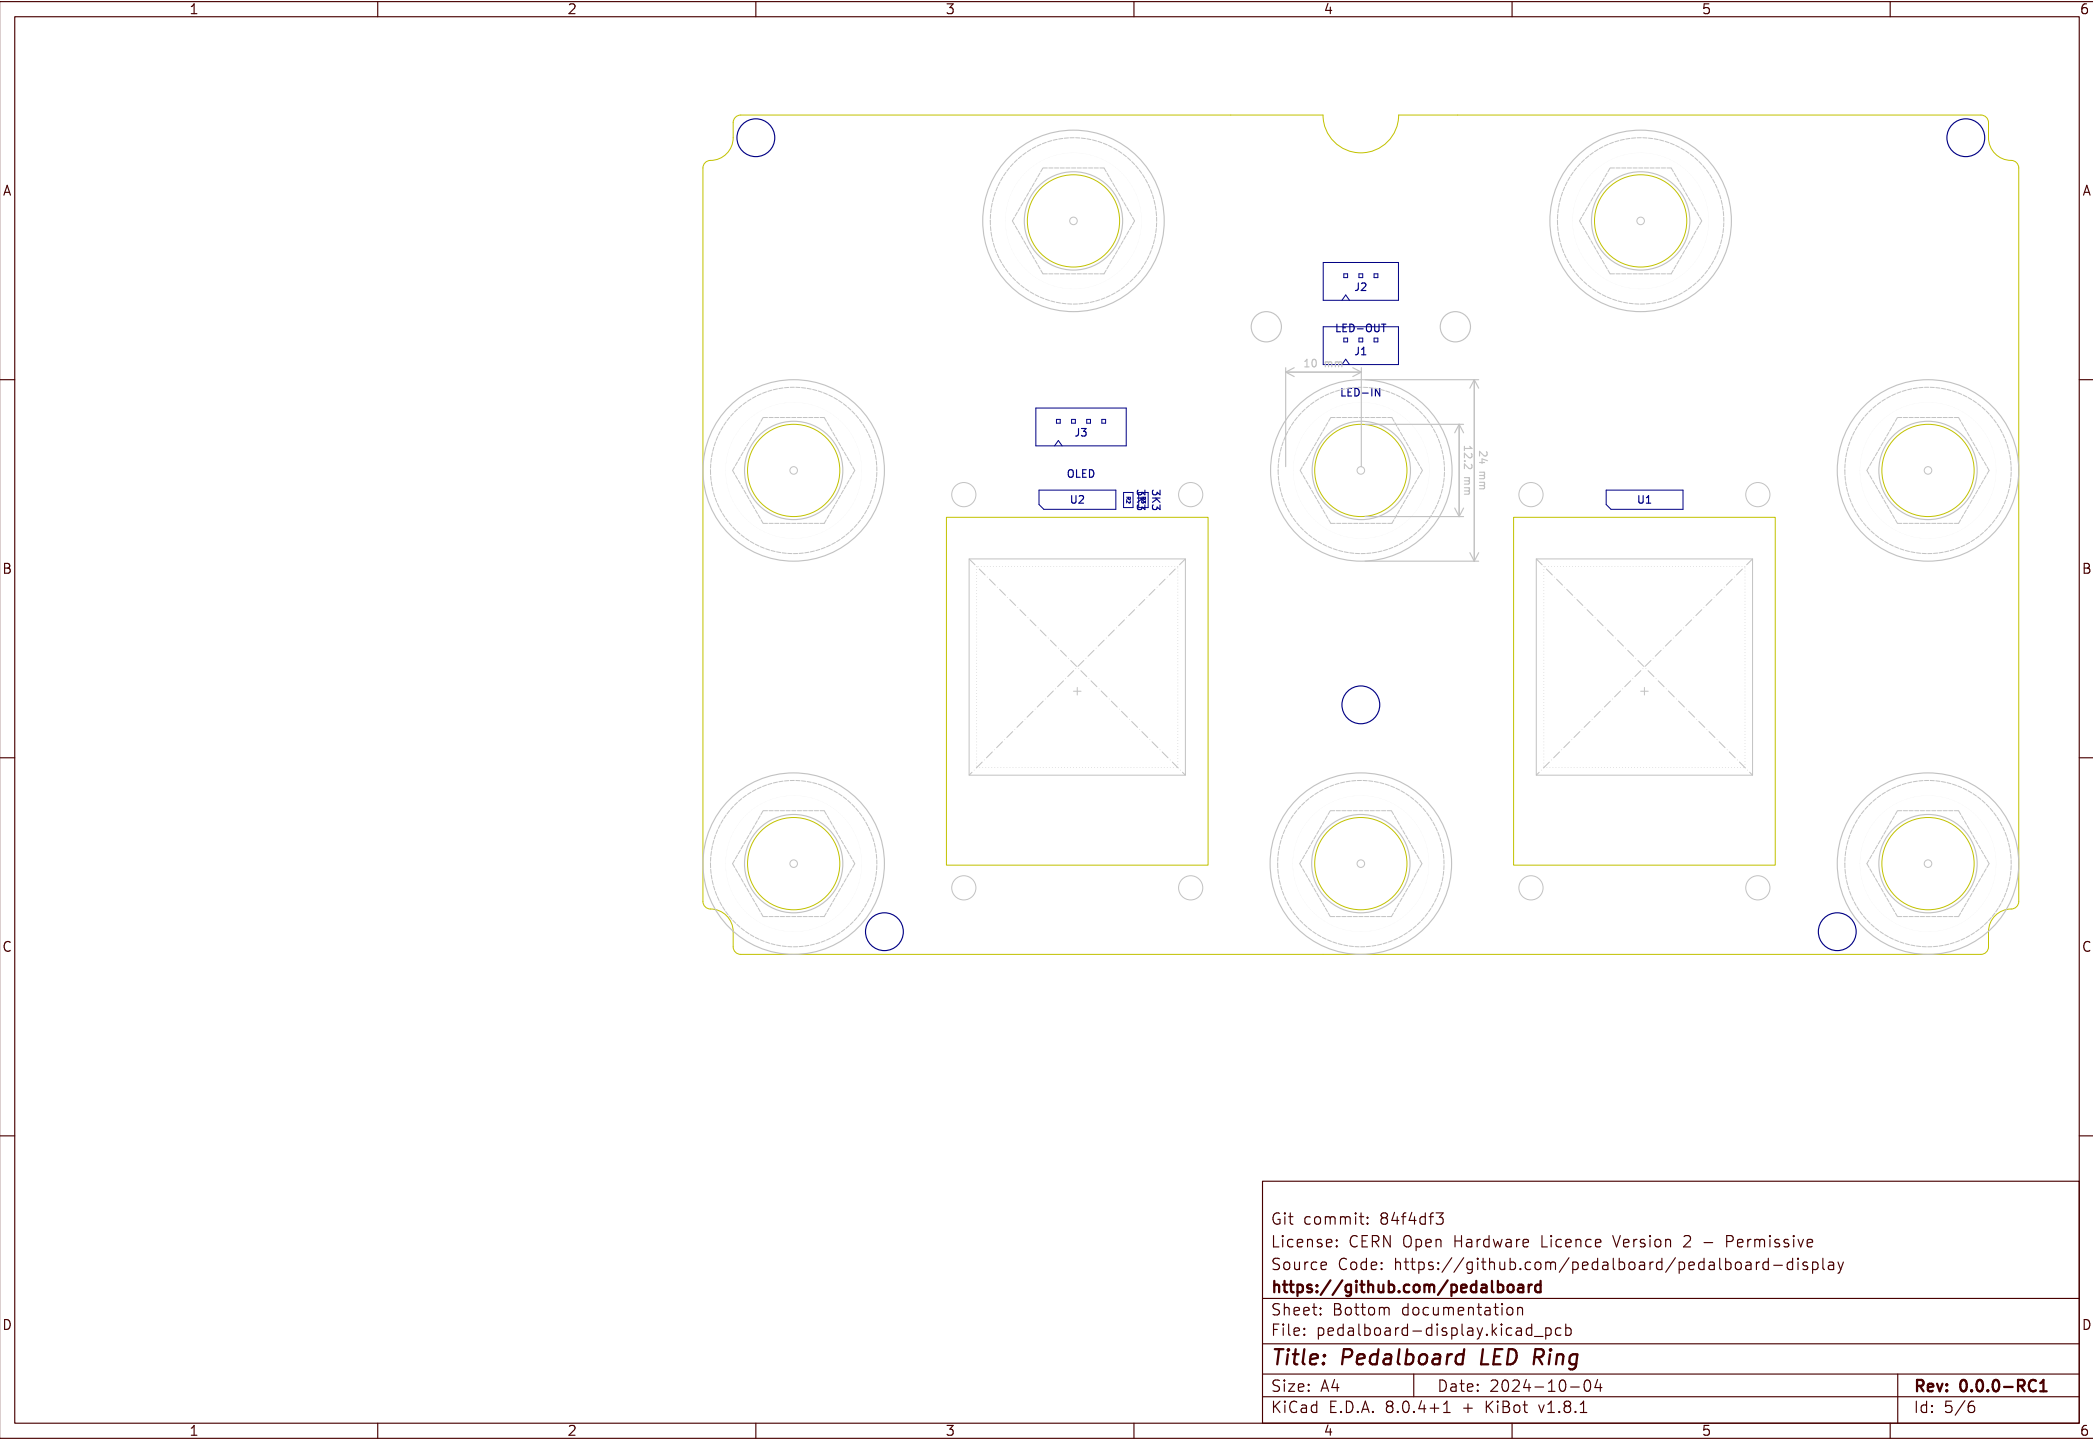 1 2 3 4 5 6
A A
J2
LED-OUT
J1
10 mm
LED-IN
J3
12.2 mm
24 mm
OLED
U2
R2
3K3
3K3
U1
B B
C C
Git commit: 84f4df3
License: CERN Open Hardware Licence Version 2 - Permissive
Source Code: https://github.com/pedalboard/pedalboard-display
https://github.com/pedalboard
Sheet: Bottom documentation
File: pedalboard-display.kicad_pcb
D D
Title: Pedalboard LED Ring
Size: A4 Date: 2024-10-04 Rev: 0.0.0-RC1
KiCad E.D.A. 8.0.4+1 + KiBot v1.8.1 Id: 5/6
1 2 3 4 5 6